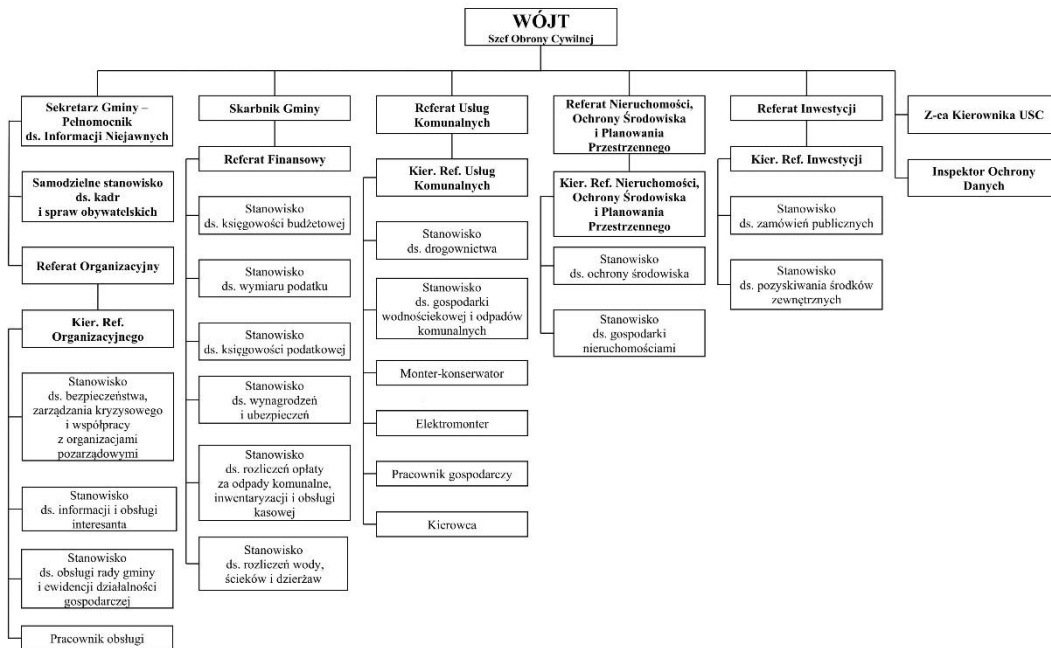 WÓJT
Szef Obrony Cywilnej
Sekretarz Gminy –
Pełnomocnik
ds. Informacji Niejawnych
Samodzielne stanowisko
ds. kadr
i spraw obywatelskich
Referat Organizacyjny
Kier. Ref.
Organizacyjnego
Stanowisko
ds. bezpieczeństwa,
zarządzania kryzysowego
i współpracy
z organizacjami
pozarządowymi
Stanowisko
ds. informacji i obsługi
interesanta
Stanowisko
ds. obsługi rady gminy
i ewidencji działalności
gospodarczej
Pracownik obsługi
Skarbnik Gminy
Referat Finansowy
Stanowisko
ds. księgowości budżetowej
Stanowisko
ds. wymiaru podatku
Stanowisko
ds. księgowości podatkowej
Stanowisko
ds. wynagrodzeń
i ubezpieczeń
Stanowisko
ds. rozliczeń opłaty
za odpady komunalne,
inwentaryzacji i obsługi
kasowej
Stanowisko
ds. rozliczeń wody,
ścieków i dzierżaw
Referat Usług
Komunalnych
Kier. Ref. Usług
Komunalnych
Stanowisko
ds. drogownictwa
Stanowisko
ds. gospodarki
wodnościekowej i odpadów
komunalnych
Monter-konserwator
Elektromonter
Pracownik gospodarczy
Kierowca
Referat Nieruchomości,
Ochrony Środowiska
i Planowania
Przestrzennego
Kier. Ref. Nieruchomości,
Ochrony Środowiska
i Planowania
Przestrzennego
Stanowisko
ds. ochrony środowiska
Stanowisko
ds. gospodarki
nieruchomościami
Referat Inwestycji
Kier. Ref. Inwestycji
Stanowisko
ds. zamówień publicznych
Stanowisko
ds. pozyskiwania środków
zewnętrznych
Z-ca Kierownika USC
Inspektor Ochrony
Danych